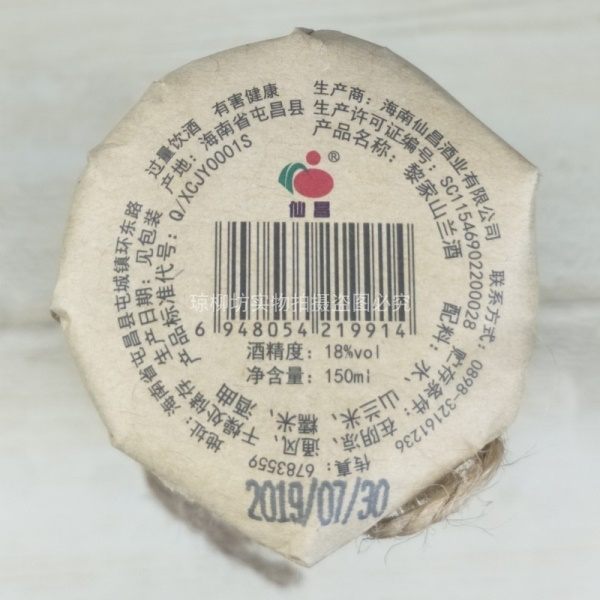 过量饮酒 有害健康
产地：海南省屯昌县
Q/XCJY0001S
产品标准代号：
生产日期：见包装
地址：海南省屯昌县屯城镇环东路
生产商：海南仙昌酒业有限公司
生产许可证编号：SC11546902200028
产品名称：黎家山兰酒
联系方式：0898-32161236
传真：6783559
配料：水、山兰米、糯米、酒曲
贮存条件：在阴凉、通风、干燥处储存
®
仙昌
琼柳坊实物拍摄盗图必究
6 948054 219914
酒精度：18%vol
净含量：150ml
2019/07/30